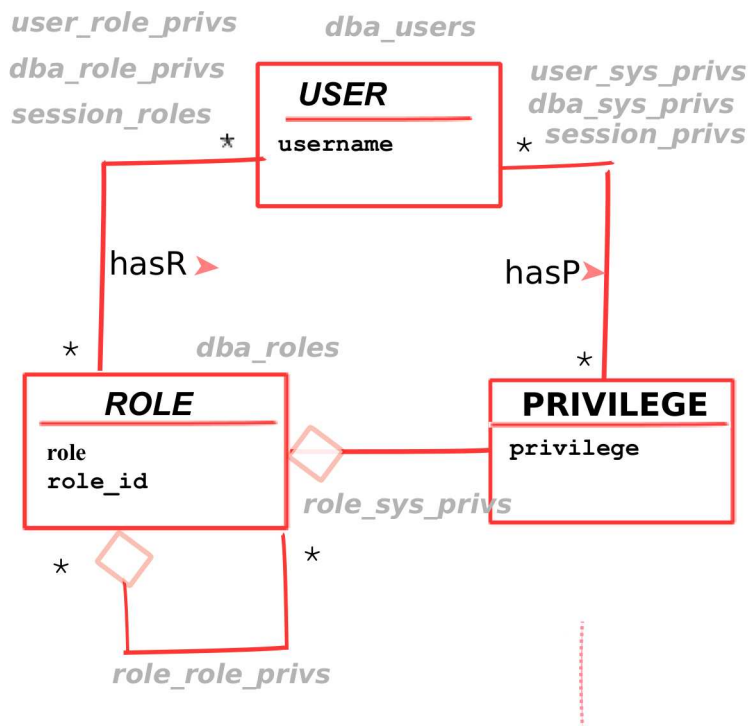 user_role_privs
dba_users
dba_role_privs
user_sys_privs
session_roles
dba_sys_privs
session_privs
USER
username
*
*
hasR
hasP
*
*
dba_roles
ROLE
role
role_id
PRIVILEGE
privilege
role_sys_privs
*
*
role_role_privs